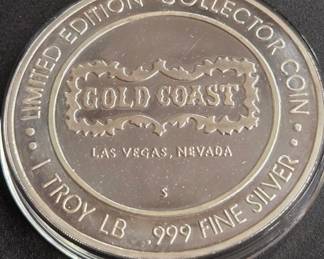 LIMITED EDITION COLLECTOR COIN
GOLD COAST
LAS VEGAS, NEVADA
S
1 TROY LB .999 FINE SILVER